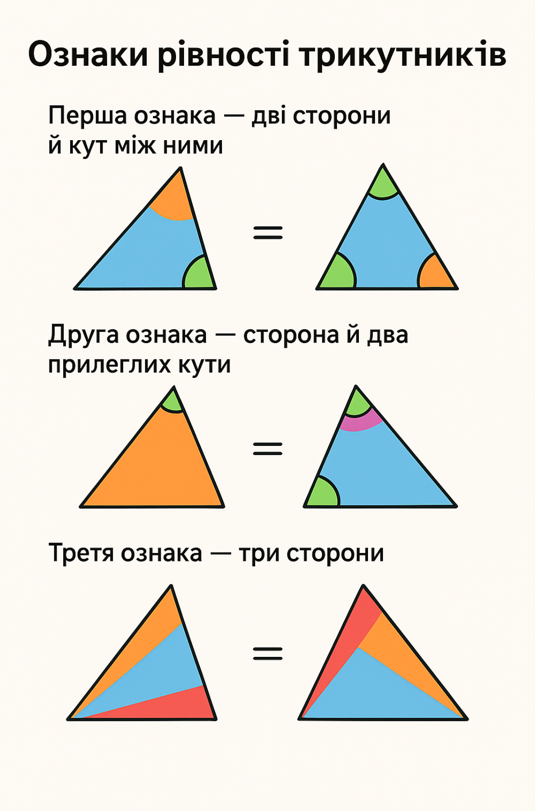 Ознаки рівності трикутників
Перша ознака — дві сторони
й кут між ними
=
Друга ознака — сторона й два
прилеглих кути
=
Третя ознака — три сторони
=